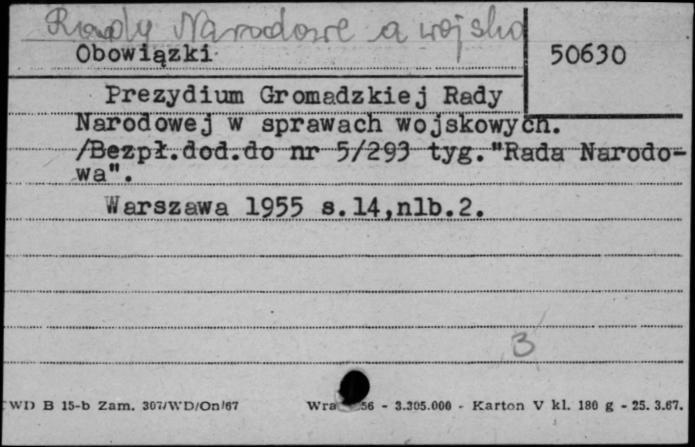 Rady Narodowe a wojsko
Obowiązki
50630
Prezydium Gromadzkiej Rady
Narodowej w sprawach wojskowych.
/Bezpł.dod.do nr 5/293 tyg."Rada Narodo-
wa".
Warszawa 1955 s.14,nlb.2.
3
WD B 15-b Zam. 307/WD/On/67 Wra 56 - 3.305.000 - Karton V kl. 180 g - 25. 3.67.